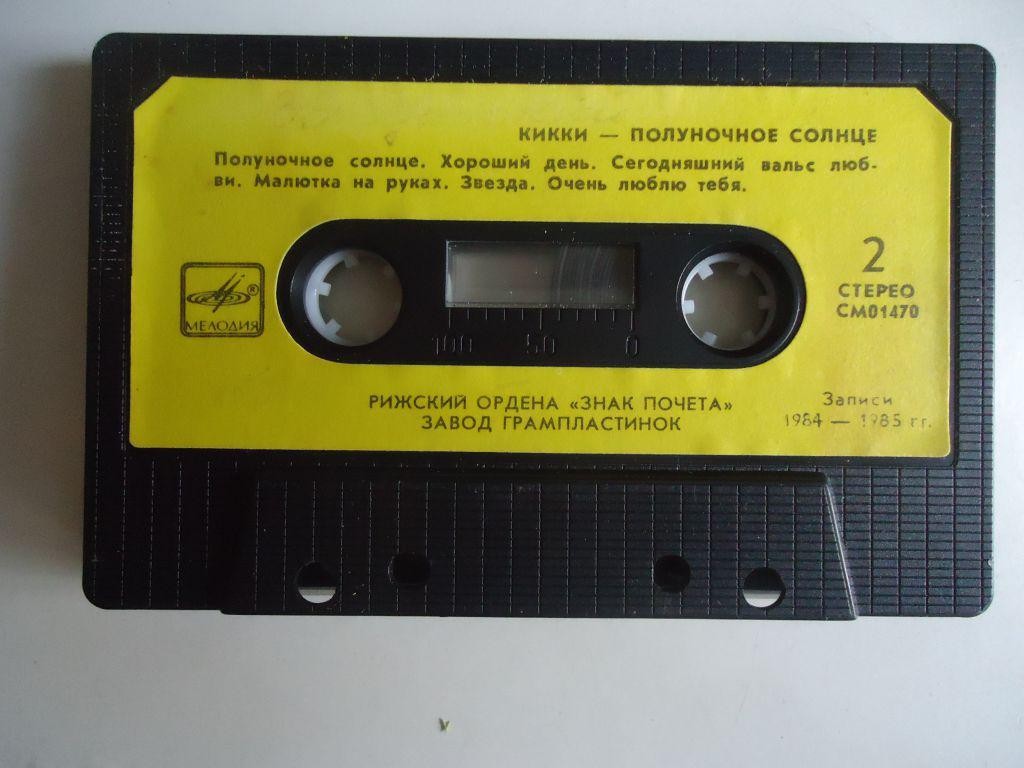 КИККИ — ПОЛУНОЧНОЕ СОЛНЦЕ
Полуночное солнце. Хороший день. Сегодняшний вальс люб-
ви. Малютка на руках. Звезда. Очень люблю тебя.
2
СТЕРЕО
СМ01470
®
МЕЛОДИЯ
100 50 0
РИЖСКИЙ ОРДЕНА «ЗНАК ПОЧЕТА»
ЗАВОД ГРАМПЛАСТИНОК
Записи
1984 — 1985 гг.